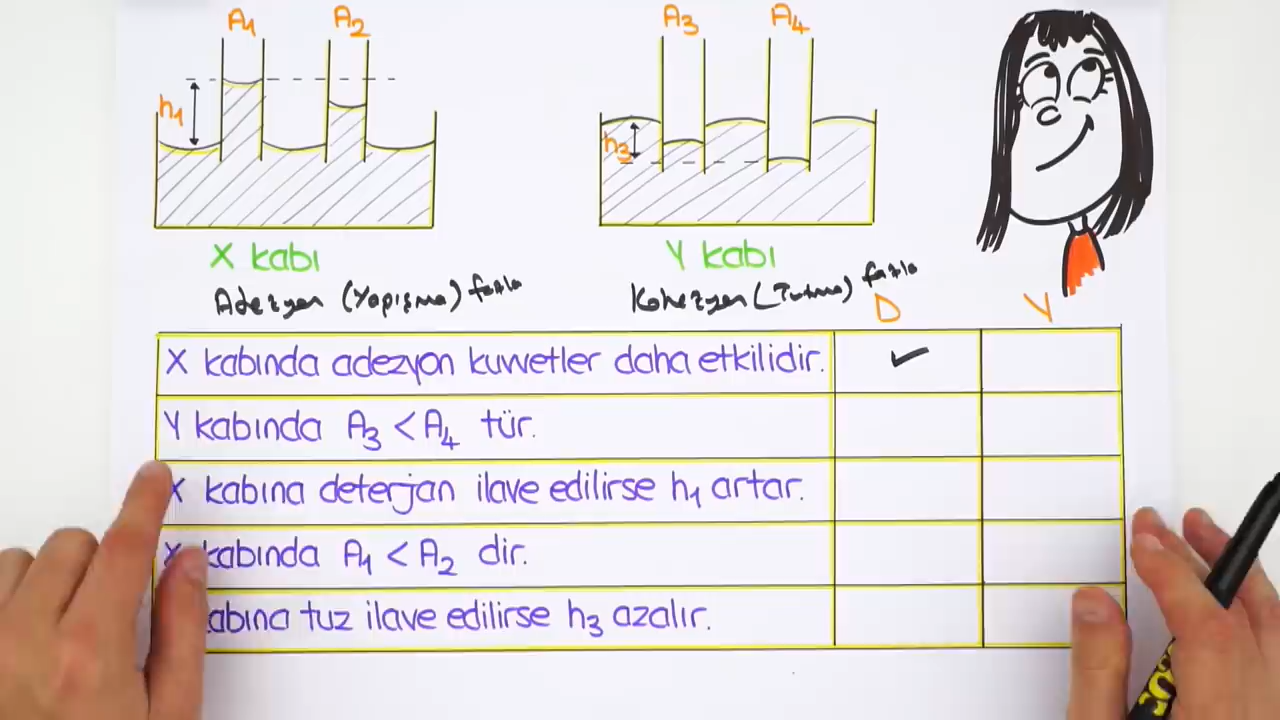 A1 A2 A3 A4
h1 h3
X kabı Y kabı
Adezyon (Yapışma) fazla Kohezyon (Tutma) fazla
D Y
X kabında adezyon kuvvetler daha etkilidir. ✓
Y kabında A3 < A4 tür.
X kabına deterjan ilave edilirse h1 artar.
X kabında A1 < A2 dir.
kabına tuz ilave edilirse h3 azalır.